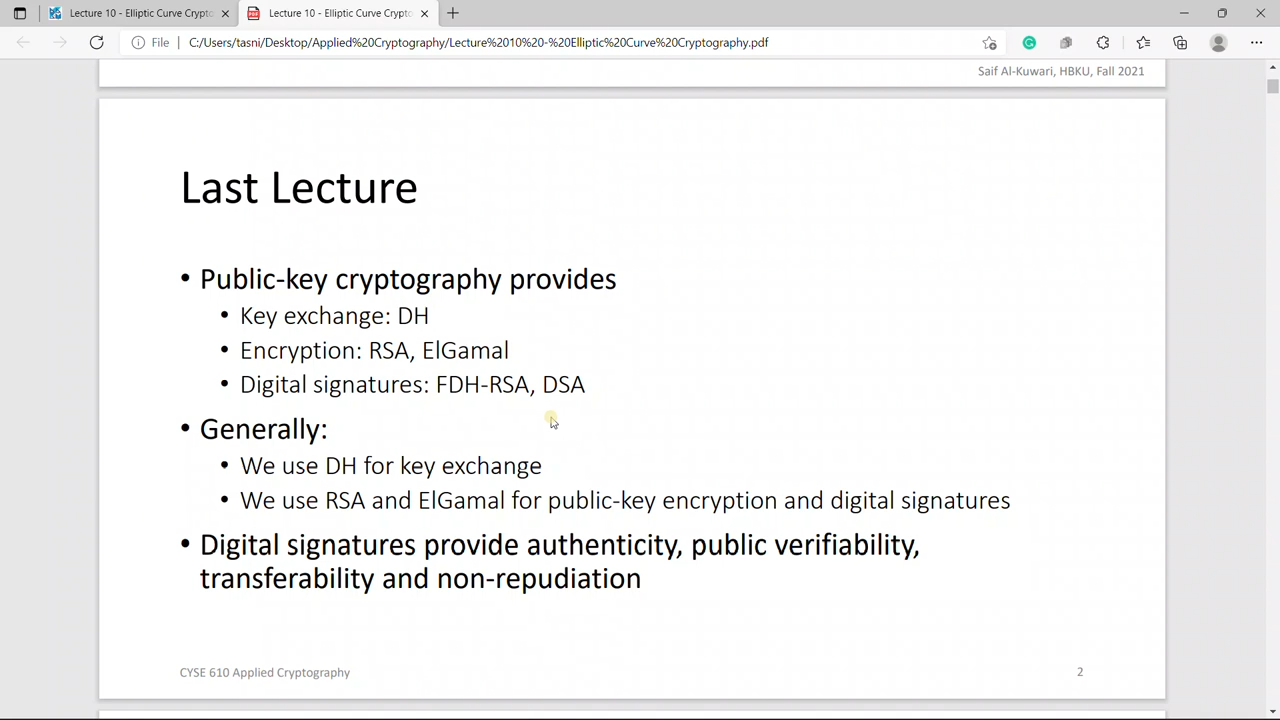 Lecture 10 - Elliptic Curve Crypto
Lecture 10 - Elliptic Curve Crypto
File
C:/Users/tasni/Desktop/Applied%20Cryptography/Lecture%2010%20-%20Elliptic%20Curve%20Cryptography.pdf
Saif Al-Kuwari, HBKU, Fall 2021
Last Lecture
• Public-key cryptography provides
• Key exchange: DH
• Encryption: RSA, ElGamal
• Digital signatures: FDH-RSA, DSA
• Generally:
• We use DH for key exchange
• We use RSA and ElGamal for public-key encryption and digital signatures
• Digital signatures provide authenticity, public verifiability,
transferability and non-repudiation
CYSE 610 Applied Cryptography
2